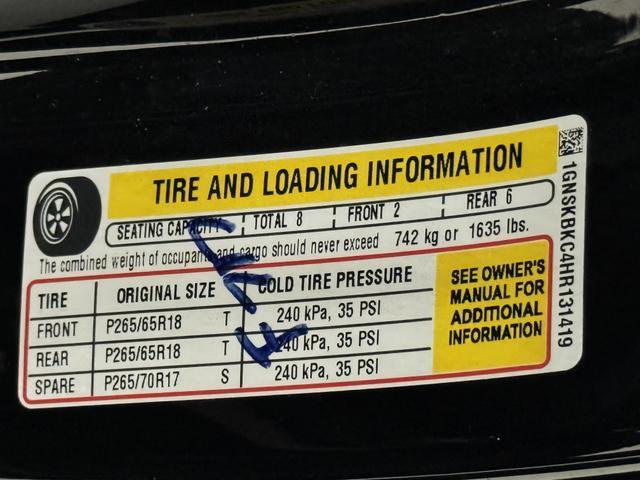 TIRE AND LOADING INFORMATION
SEATING CAPACITY TOTAL 8 FRONT 2 REAR 6
The combined weight of occupants and cargo should never exceed 742 kg or 1635 lbs.
TIRE ORIGINAL SIZE COLD TIRE PRESSURE
FRONT P265/65R18 T 240 kPa, 35 PSI
REAR P265/65R18 T 240 kPa, 35 PSI
SPARE P265/70R17 S 240 kPa, 35 PSI
SEE OWNER'S
MANUAL FOR
ADDITIONAL
INFORMATION
1GNSKBKC4HR131419